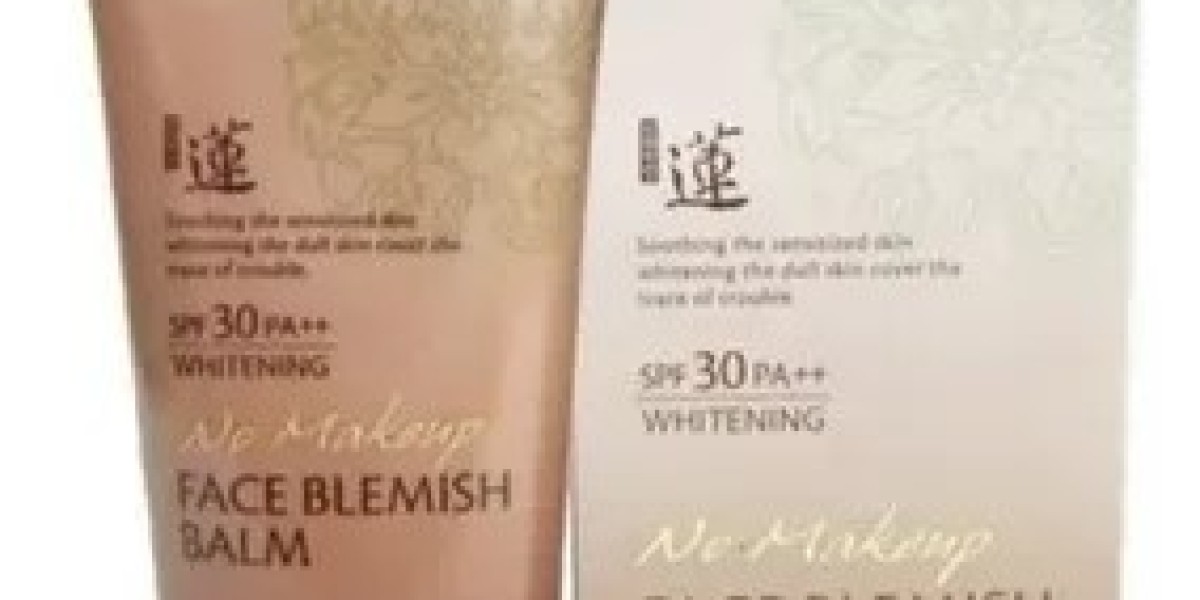 蓮
Soothing the sensitized skin
whitening the dull skin cover the
trace of trouble.
SPF 30 PA++
WHITENING
No Makeup
FACE BLEMISH
BALM
蓮
Soothing the sensitized skin
whitening the dull skin cover the
trace of trouble
SPF 30 PA++
WHITENING
No Makeup
FACE BLEMISH